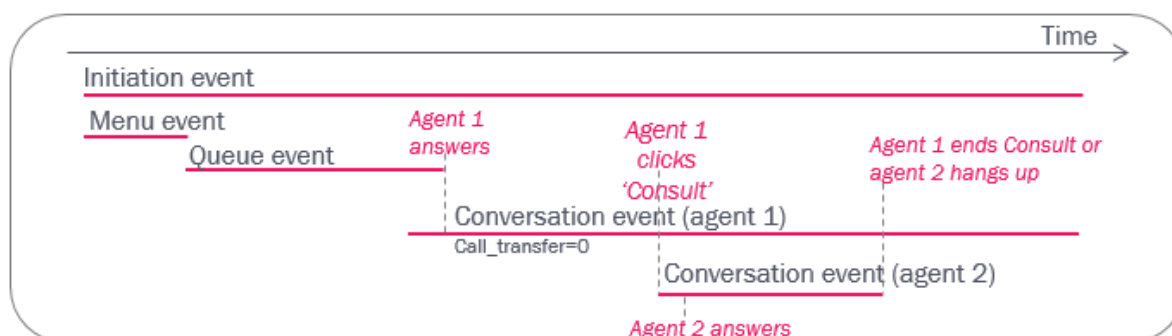 Time
Initiation event
Menu event
Queue event
Agent 1
answers
Agent 1
clicks
‘Consult’
Agent 1 ends Consult or
agent 2 hangs up
Conversation event (agent 1)
Call_transfer=0
Conversation event (agent 2)
Agent 2 answers